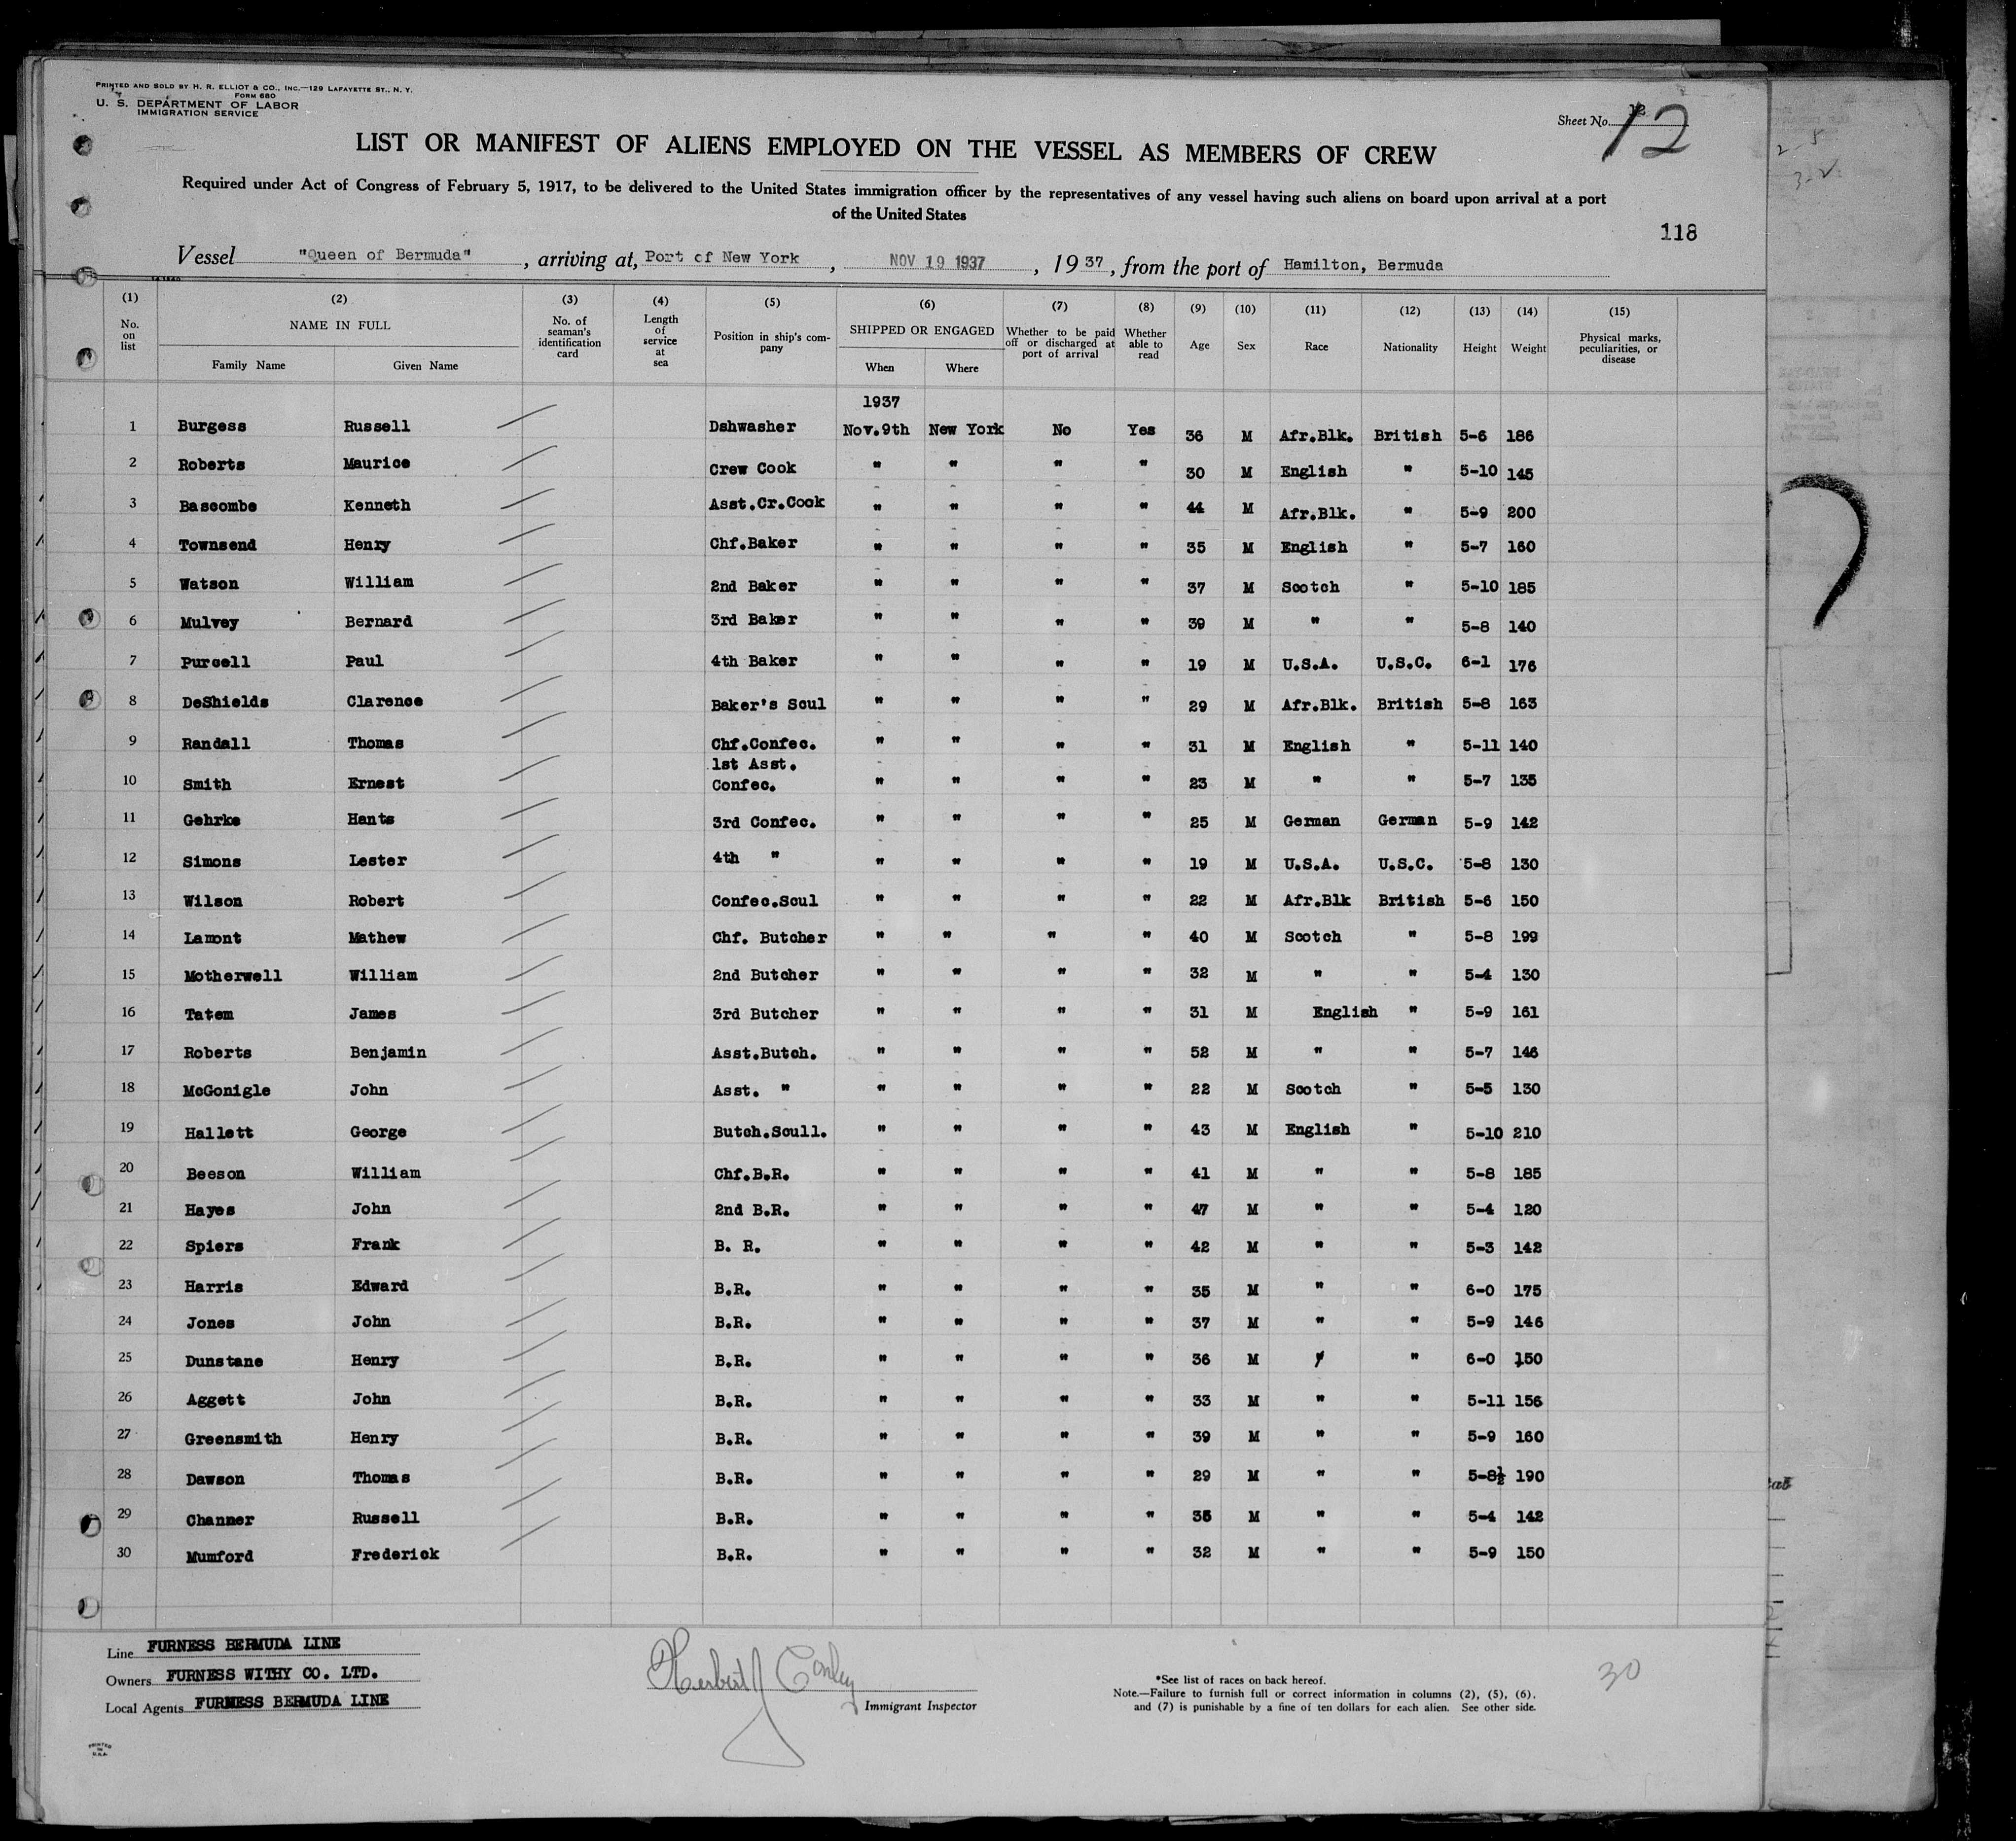 PRINTED AND SOLD BY H. R. ELLIOT & CO., INC.—129 LAFAYETTE ST., N. Y.
FORM 680
U. S. DEPARTMENT OF LABOR
IMMIGRATION SERVICE
Sheet No. 12
12
LIST OR MANIFEST OF ALIENS EMPLOYED ON THE VESSEL AS MEMBERS OF CREW
Required under Act of Congress of February 5, 1917, to be delivered to the United States immigration officer by the representatives of any vessel having such aliens on board upon arrival at a port
of the United States
118
Vessel "Queen of Bermuda", arriving at, Port of New York, NOV 19 1937, 19 37, from the port of Hamilton, Bermuda
(1) (2) (3) (4) (5) (6) (7) (8) (9) (10) (11) (12) (13) (14) (15)
No. on list NAME IN FULL Family Name Given Name No. of seaman's identification card Length of service at sea Position in ship's company SHIPPED OR ENGAGED When Where Whether to be paid off or discharged at port of arrival Whether able to read Age Sex Race Nationality Height Weight Physical marks, peculiarities, or disease
1937
1 Burgess Russell Dshwasher Nov.9th New York No Yes 36 M Afr.Blk. British 5-6 186
2 Roberts Maurice Crew Cook " " " " 30 M English " 5-10 145
3 Bascombe Kenneth Asst.Cr.Cook " " " " 44 M Afr.Blk. " 5-9 200
4 Townsend Henry Chf.Baker " " " " 35 M English " 5-7 160
5 Watson William 2nd Baker " " " " 37 M Scotch " 5-10 185
6 Mulvey Bernard 3rd Baker " " " " 39 M " " 5-8 140
7 Purcell Paul 4th Baker " " " " 19 M U.S.A. U.S.C. 6-1 176
8 DeShields Clarence Baker's Scul " " " " 29 M Afr.Blk. British 5-8 163
9 Randall Thomas Chf.Confec. " " " " 31 M English " 5-11 140
1st Asst.
10 Smith Ernest Confec. " " " " 23 M " " 5-7 135
11 Gehrke Hants 3rd Confec. " " " " 25 M German German 5-9 142
12 Simons Lester 4th " " " " " 19 M U.S.A. U.S.C. 5-8 130
13 Wilson Robert Confec.Scul " " " " 22 M Afr.Blk British 5-6 150
14 Lamont Mathew Chf. Butcher " " " " 40 M Scotch " 5-8 199
15 Motherwell William 2nd Butcher " " " " 32 M " " 5-4 130
16 Tatem James 3rd Butcher " " " " 31 M English " 5-9 161
17 Roberts Benjamin Asst.Butch. " " " " 52 M " " 5-7 146
18 McGonigle John Asst. " " " " " 22 M Scotch " 5-5 130
19 Hallett George Butch.Scull. " " " " 43 M English " 5-10 210
20 Beeson William Chf.B.R. " " " " 41 M " " 5-8 185
21 Hayes John 2nd B.R. " " " " 47 M " " 5-4 120
22 Spiers Frank B. R. " " " " 42 M " " 5-3 142
23 Harris Edward B.R. " " " " 35 M " " 6-0 175
24 Jones John B.R. " " " " 37 M " " 5-9 146
25 Dunstane Henry B.R. " " " " 36 M " " 6-0 150
26 Aggett John B.R. " " " " 33 M " " 5-11 156
27 Greensmith Henry B.R. " " " " 39 M " " 5-9 160
28 Dawson Thomas B.R. " " " " 29 M " " 5-8½ 190
29 Channer Russell B.R. " " " " 35 M " " 5-4 142
30 Mumford Frederick B.R. " " " " 32 M " " 5-9 150
Line FURNESS BERMUDA LINE
Owners FURNESS WITHY CO. LTD.
Local Agents FURNESS BERMUDA LINE
Herbert J Conley
Immigrant Inspector
*See list of races on back hereof.
Note.—Failure to furnish full or correct information in columns (2), (5), (6).
and (7) is punishable by a fine of ten dollars for each alien. See other side.
30
PRINTED IN U.S.A.